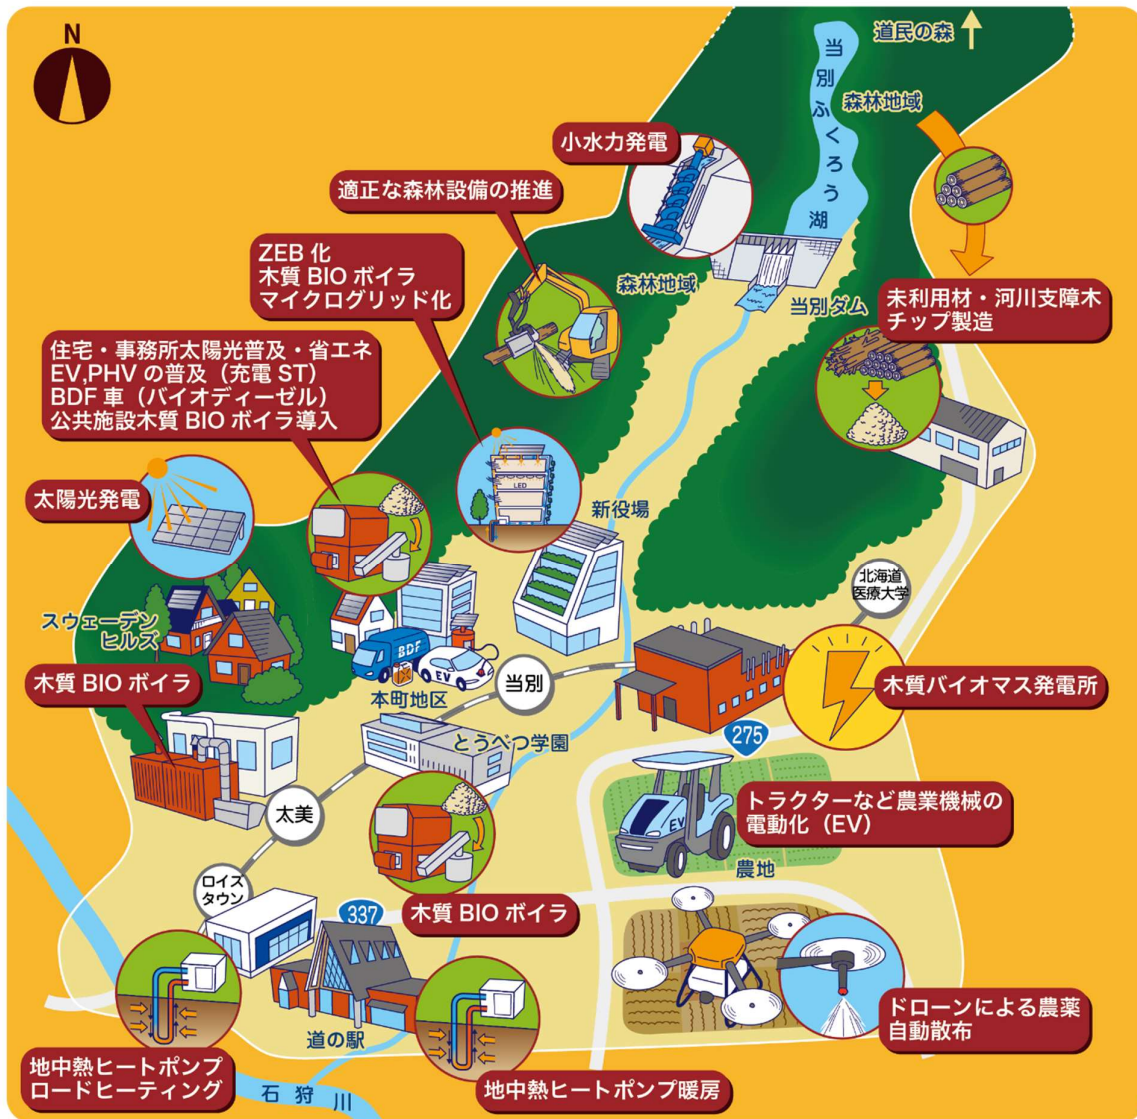 N
道民の森
当別ふくろう湖
森林地域
小水力発電
適正な森林設備の推進
ZEB 化
木質 BIO ボイラ
マイクログリッド化
森林地域
当別ダム
未利用材・河川支障木
チップ製造
住宅・事務所太陽光普及・省エネ
EV,PHV の普及（充電 ST）
BDF 車（バイオディーゼル）
公共施設木質 BIO ボイラ導入
LED
太陽光発電
新役場
北海道
医療大学
スウェーデン
ヒルズ
BDF
EV
木質 BIO ボイラ
本町地区
当別
木質バイオマス発電所
とうべつ学園
275
太美
EV
トラクターなど農業機械の
電動化（EV）
農地
ロイズ
タウン
木質 BIO ボイラ
337
ドローンによる農薬
自動散布
道の駅
地中熱ヒートポンプ
ロードヒーティング
地中熱ヒートポンプ暖房
石狩川